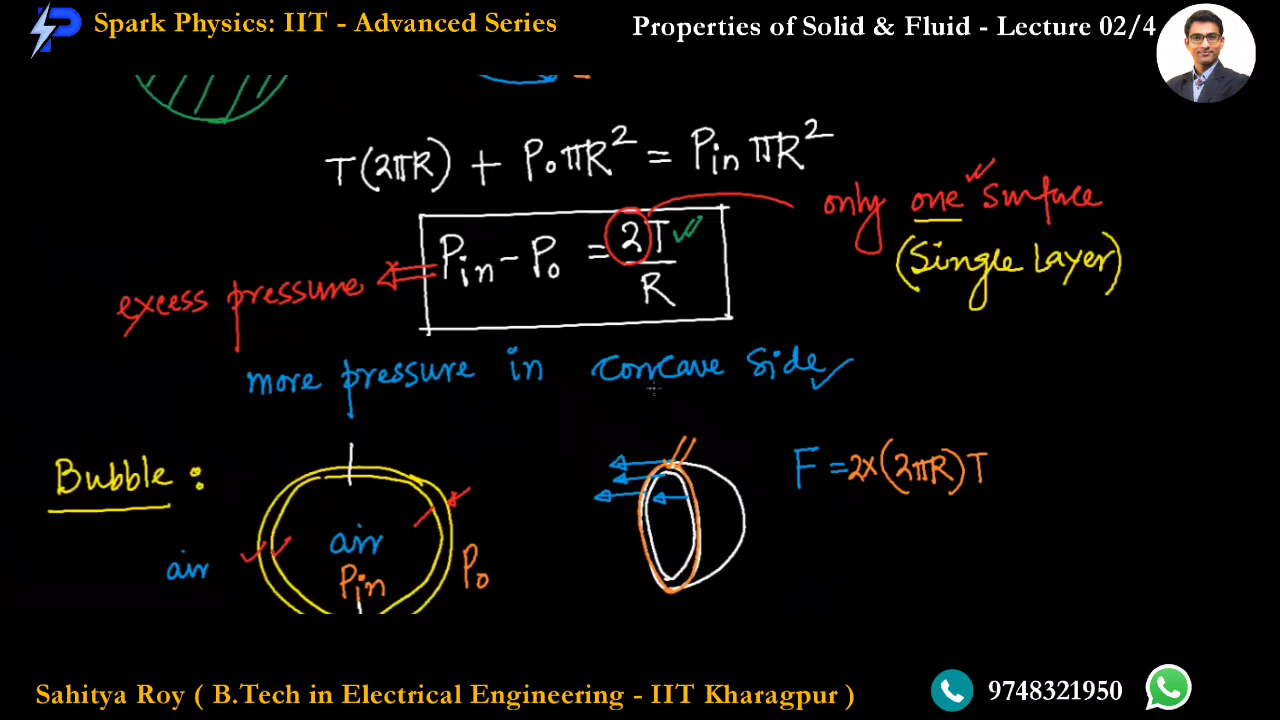 Spark Physics: IIT - Advanced Series
Properties of Solid & Fluid - Lecture 02/4
T(2πR) + P₀πR² = Pin πR²
only one surface
(Single Layer)
Pin - P₀ = 2T/R
excess pressure
more pressure in concave side
Bubble :
F = 2x(2πR)T
air
air
Pin
P₀
Sahitya Roy ( B.Tech in Electrical Engineering - IIT Kharagpur )
9748321950